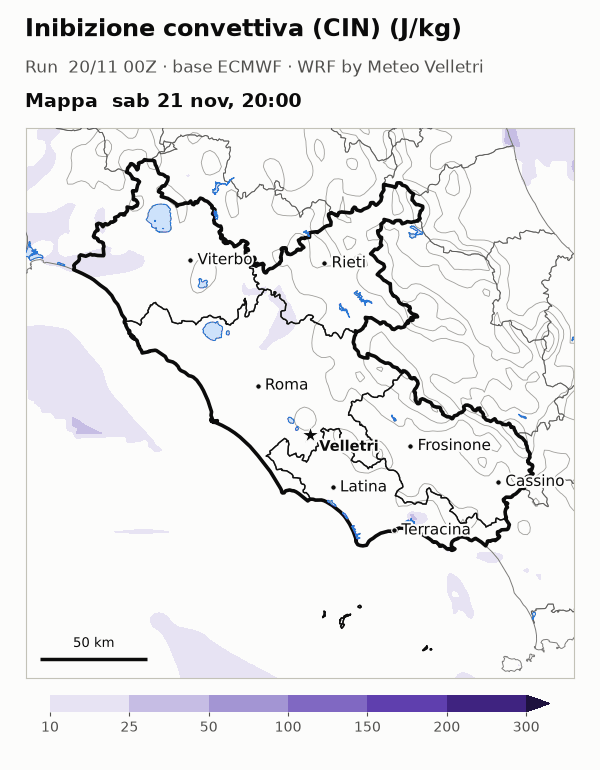 Inibizione convettiva (CIN) (J/kg)
Run  20/11 00Z · base ECMWF · WRF by Meteo Velletri
Mappa  sab 21 nov, 20:00
Viterbo
Rieti
Roma
Velletri
Frosinone
Cassino
Latina
Terracina
50 km
10 25 50 100 150 200 300